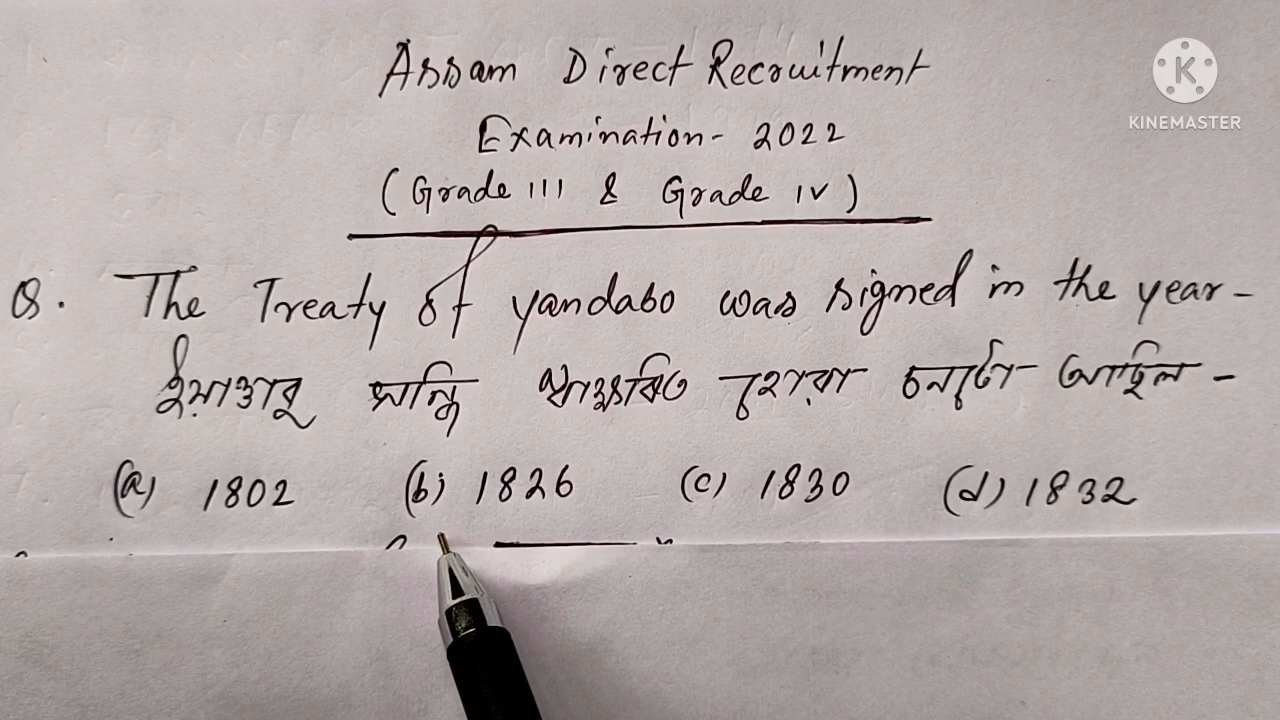 Assam Direct Recruitment
Examination - 2022
(Grade III & Grade IV)
Q. The Treaty of Yandabo was signed in the year -
ইয়াণ্ডাবু সন্ধি স্বাক্ষৰিত হোৱা চনটো আছিল -
(a) 1802 (b) 1826 (c) 1830 (d) 1832
KINEMASTER